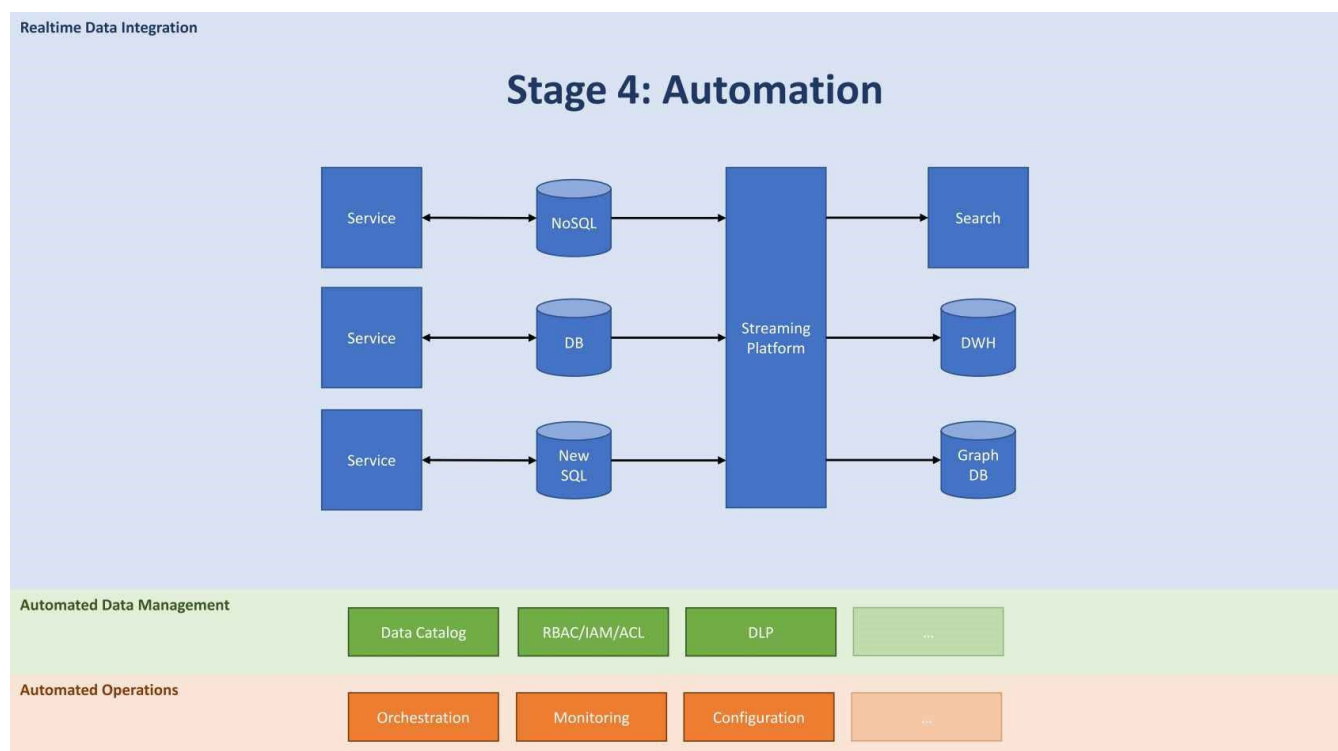 Realtime Data Integration
Stage 4: Automation
Service
NoSQL
Search
Service
DB
Streaming
Platform
DWH
Service
New
SQL
Graph
DB
Automated Data Management
Data Catalog
RBAC/IAM/ACL
DLP
...
Automated Operations
Orchestration
Monitoring
Configuration
...